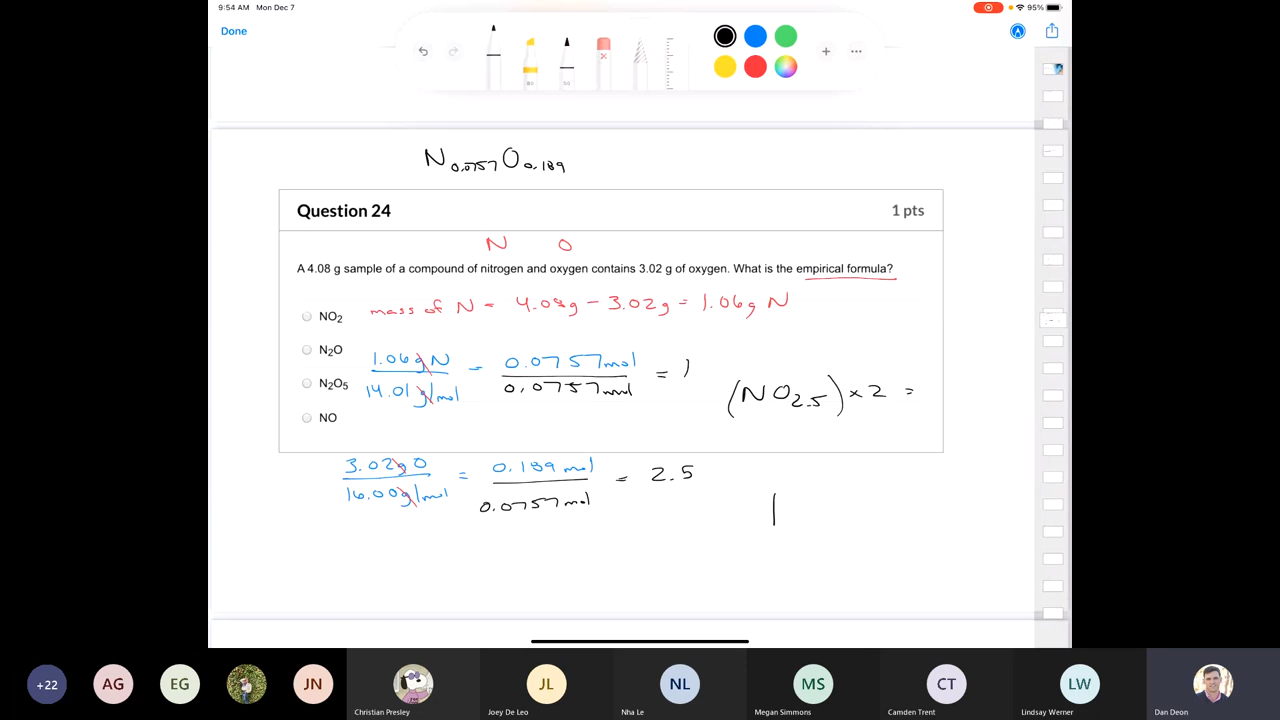 9:54 AM Mon Dec 7
95%
Done
N0.0757O0.189
Question 24
1 pts
N O
A 4.08 g sample of a compound of nitrogen and oxygen contains 3.02 g of oxygen. What is the empirical formula?
mass of N = 4.08g - 3.02g = 1.06g N
NO2
N2O
N2O5
NO
1.06g N / 14.01 g/mol = 0.0757mol / 0.0757mol = 1
(NO2.5) × 2 =
3.02g O / 16.00g/mol = 0.189 mol / 0.0757mol = 2.5
+22
AG
EG
JN
JL
NL
MS
CT
LW
Christian Presley
Joey De Leo
Nha Le
Megan Simmons
Camden Trent
Lindsay Werner
Dan Deon